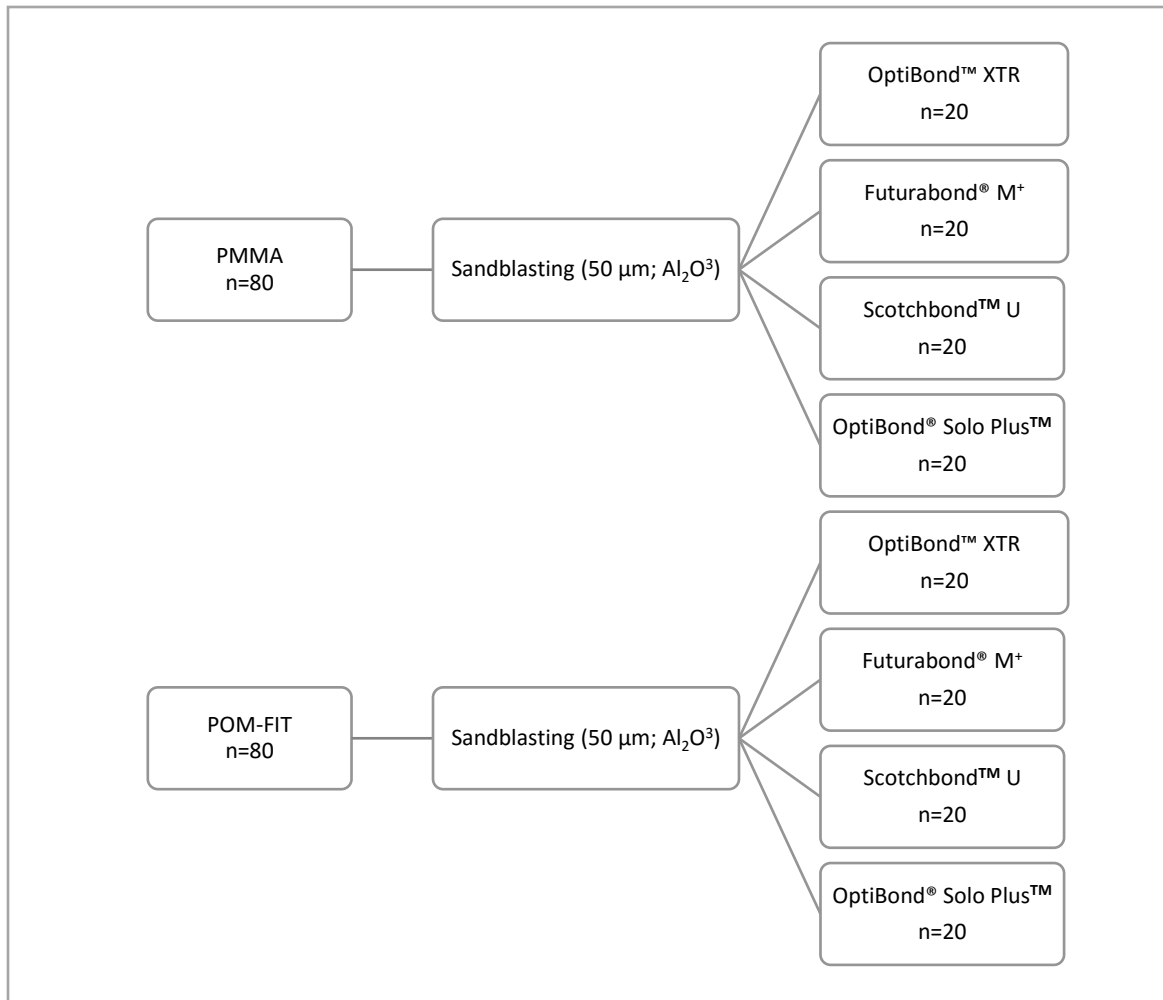 OptiBond™ XTR
n=20
Futurabond® M⁺
n=20
PMMA
n=80
Sandblasting (50 µm; Al₂O³)
Scotchbond™ U
n=20
OptiBond® Solo Plus™
n=20
OptiBond™ XTR
n=20
Futurabond® M⁺
n=20
POM-FIT
n=80
Sandblasting (50 µm; Al₂O³)
Scotchbond™ U
n=20
OptiBond® Solo Plus™
n=20